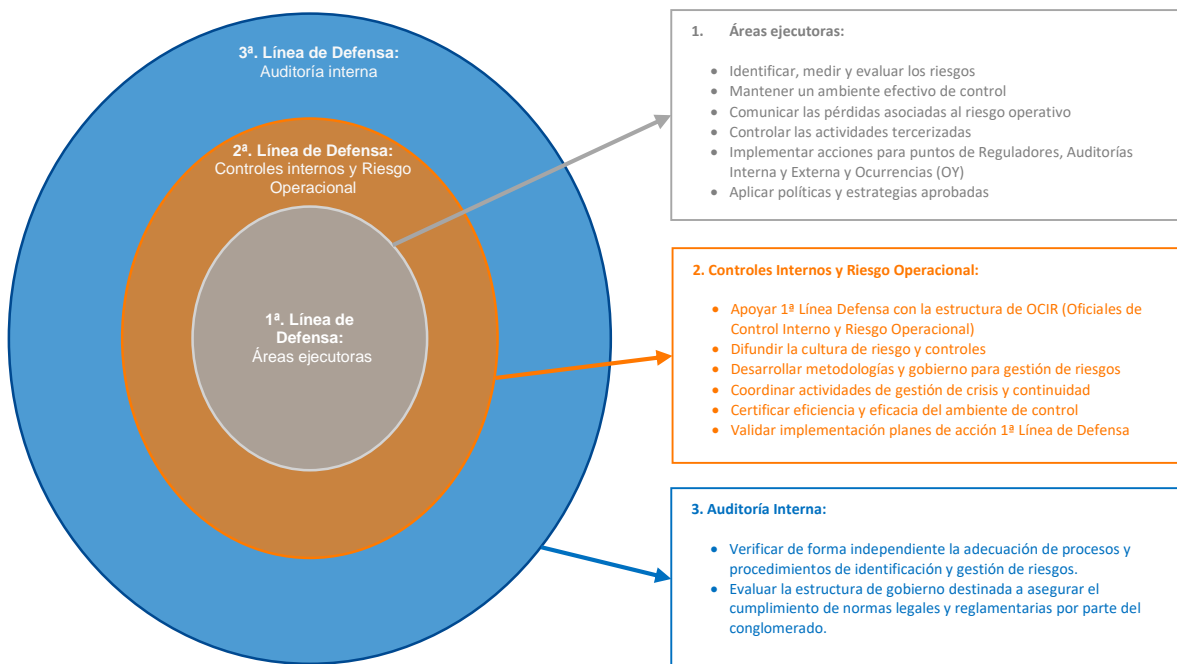 3ª. Línea de Defensa:
Auditoría interna
2ª. Línea de Defensa:
Controles internos y Riesgo
Operacional
1ª. Línea de
Defensa:
Áreas ejecutoras
1. Áreas ejecutoras:
• Identificar, medir y evaluar los riesgos
• Mantener un ambiente efectivo de control
• Comunicar las pérdidas asociadas al riesgo operativo
• Controlar las actividades tercerizadas
• Implementar acciones para puntos de Reguladores, Auditorías
Interna y Externa y Ocurrencias (OY)
• Aplicar políticas y estrategias aprobadas
2. Controles Internos y Riesgo Operacional:
• Apoyar 1ª Línea Defensa con la estructura de OCIR (Oficiales de
Control Interno y Riesgo Operacional)
• Difundir la cultura de riesgo y controles
• Desarrollar metodologías y gobierno para gestión de riesgos
• Coordinar actividades de gestión de crisis y continuidad
• Certificar eficiencia y eficacia del ambiente de control
• Validar implementación planes de acción 1ª Línea de Defensa
3. Auditoría Interna:
• Verificar de forma independiente la adecuación de procesos y
procedimientos de identificación y gestión de riesgos.
• Evaluar la estructura de gobierno destinada a asegurar el
cumplimiento de normas legales y reglamentarias por parte del
conglomerado.